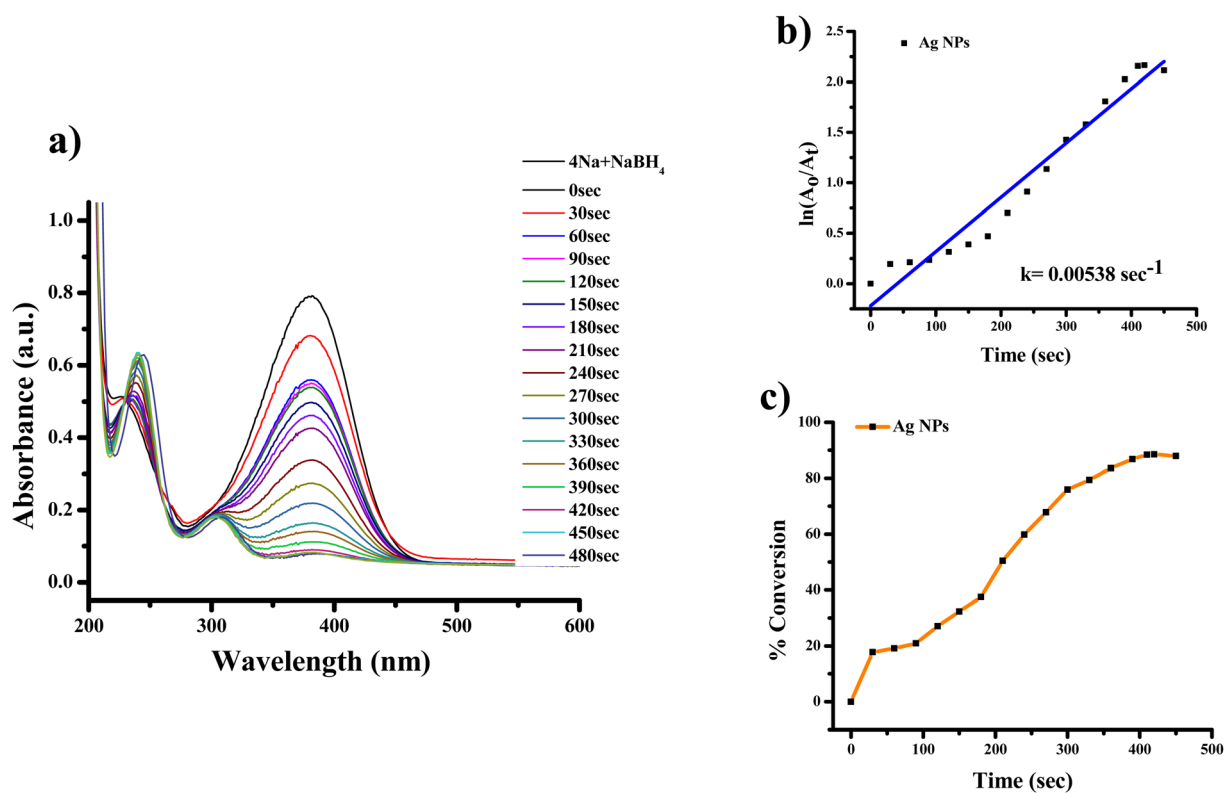 a)
4Na+NaBH₄
0sec
30sec
60sec
90sec
120sec
150sec
180sec
210sec
240sec
270sec
300sec
330sec
360sec
390sec
420sec
450sec
480sec
1.0
0.8
0.6
0.4
0.2
0.0
Absorbance (a.u.)
200 300 400 500 600
Wavelength (nm)
b)
Ag NPs
2.5
2.0
1.5
1.0
0.5
0.0
ln(A₀/Aₜ)
k= 0.00538 sec⁻¹
0 100 200 300 400 500
Time (sec)
c)
Ag NPs
100
80
60
40
20
0
% Conversion
0 100 200 300 400 500
Time (sec)